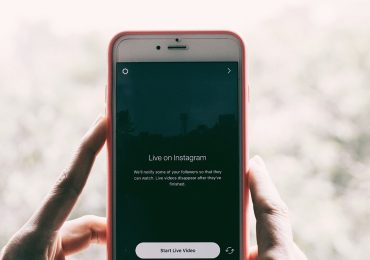 Live on Instagram
We'll notify some of your followers so that they
can watch. Live videos disappear after they've
finished.
Start Live Video